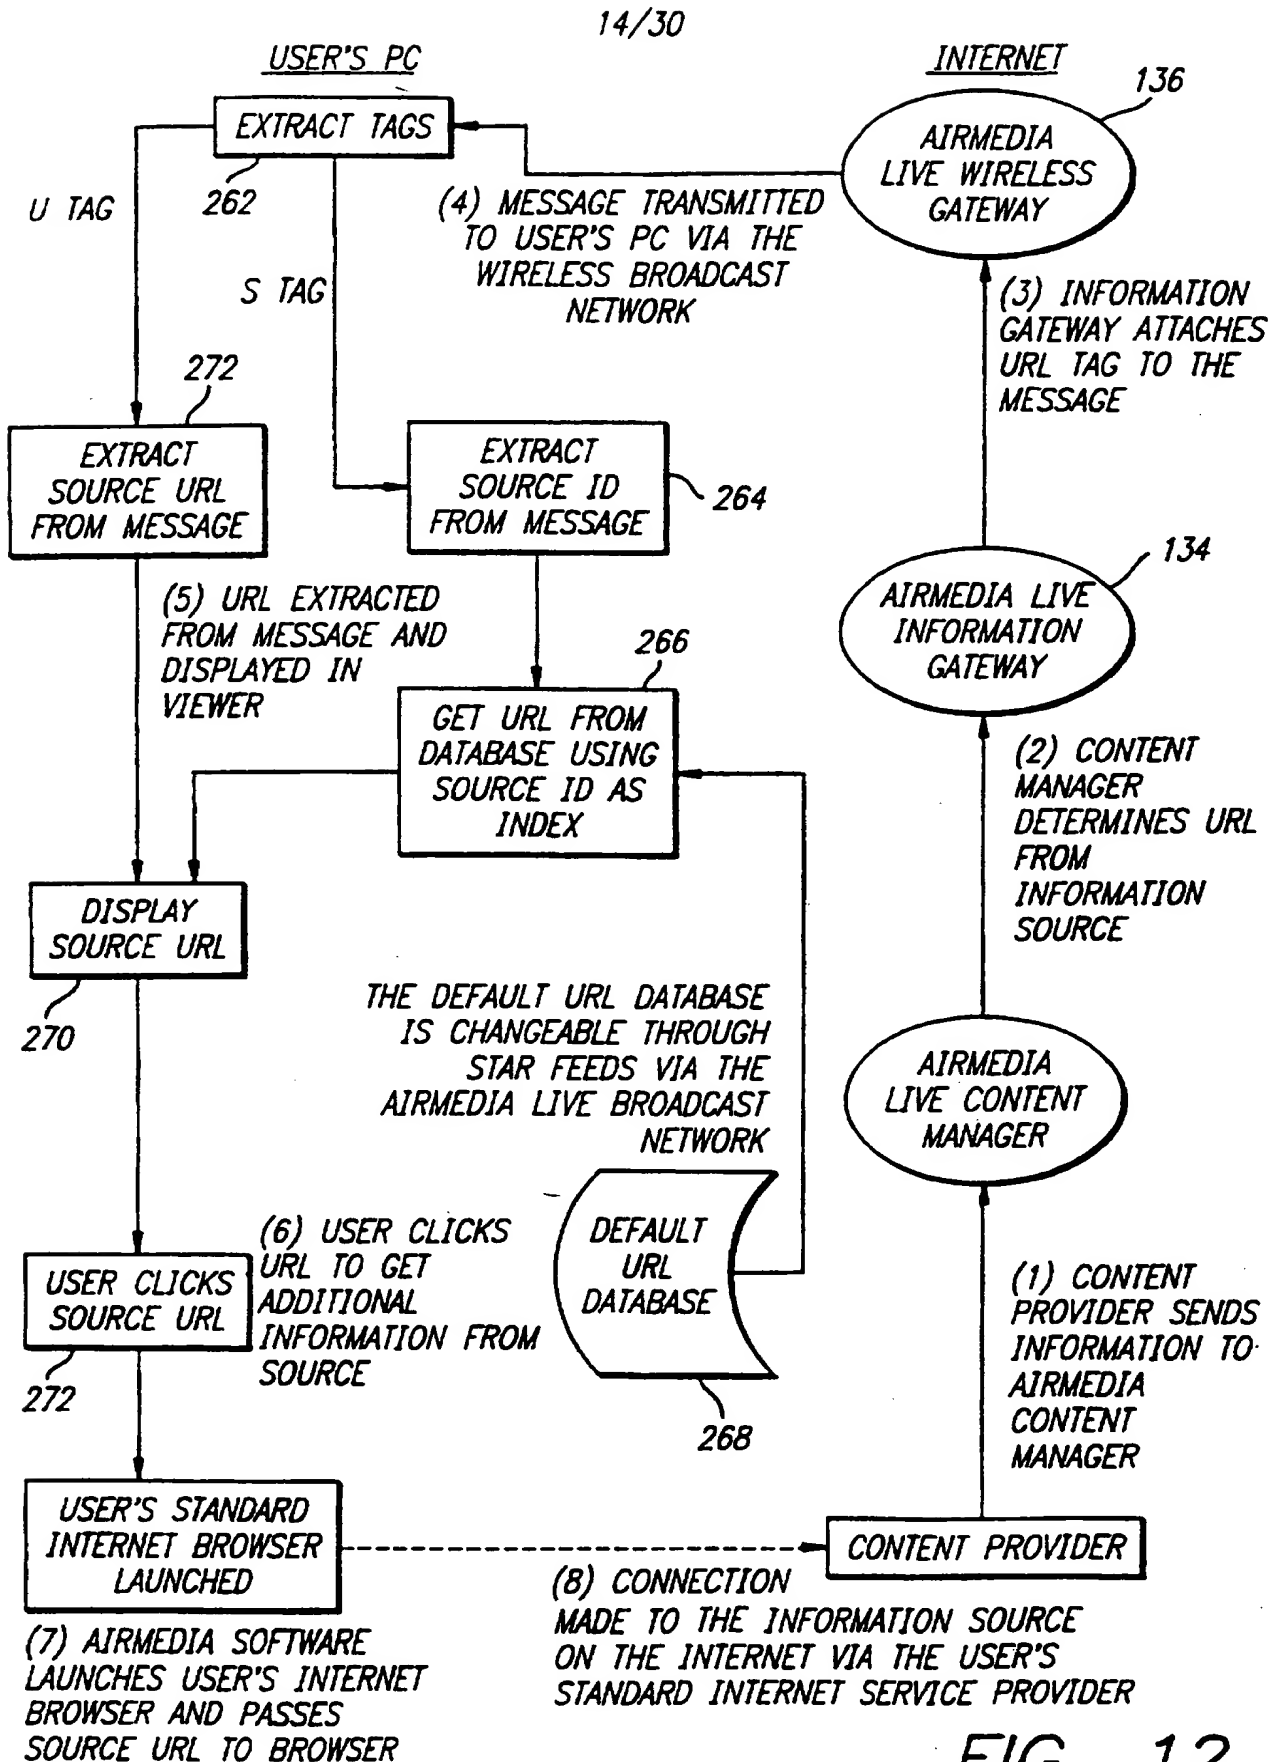 14/30
USER'S PC
INTERNET
136
EXTRACT TAGS
262
U TAG
S TAG
AIRMEDIA
LIVE WIRELESS
GATEWAY
(4) MESSAGE TRANSMITTED
TO USER'S PC VIA THE
WIRELESS BROADCAST
NETWORK
(3) INFORMATION
GATEWAY ATTACHES
URL TAG TO THE
MESSAGE
272
EXTRACT
SOURCE URL
FROM MESSAGE
EXTRACT
SOURCE ID
FROM MESSAGE
264
134
AIRMEDIA LIVE
INFORMATION
GATEWAY
(5) URL EXTRACTED
FROM MESSAGE AND
DISPLAYED IN
VIEWER
266
GET URL FROM
DATABASE USING
SOURCE ID AS
INDEX
(2) CONTENT
MANAGER
DETERMINES URL
FROM
INFORMATION
SOURCE
DISPLAY
SOURCE URL
270
THE DEFAULT URL DATABASE
IS CHANGEABLE THROUGH
STAR FEEDS VIA THE
AIRMEDIA LIVE BROADCAST
NETWORK
AIRMEDIA
LIVE CONTENT
MANAGER
DEFAULT
URL
DATABASE
268
(6) USER CLICKS
URL TO GET
ADDITIONAL
INFORMATION FROM
SOURCE
USER CLICKS
SOURCE URL
272
(1) CONTENT
PROVIDER SENDS
INFORMATION TO
AIRMEDIA
CONTENT
MANAGER
USER'S STANDARD
INTERNET BROWSER
LAUNCHED
CONTENT PROVIDER
(8) CONNECTION
MADE TO THE INFORMATION SOURCE
ON THE INTERNET VIA THE USER'S
STANDARD INTERNET SERVICE PROVIDER
(7) AIRMEDIA SOFTWARE
LAUNCHES USER'S INTERNET
BROWSER AND PASSES
SOURCE URL TO BROWSER
FIG. 12